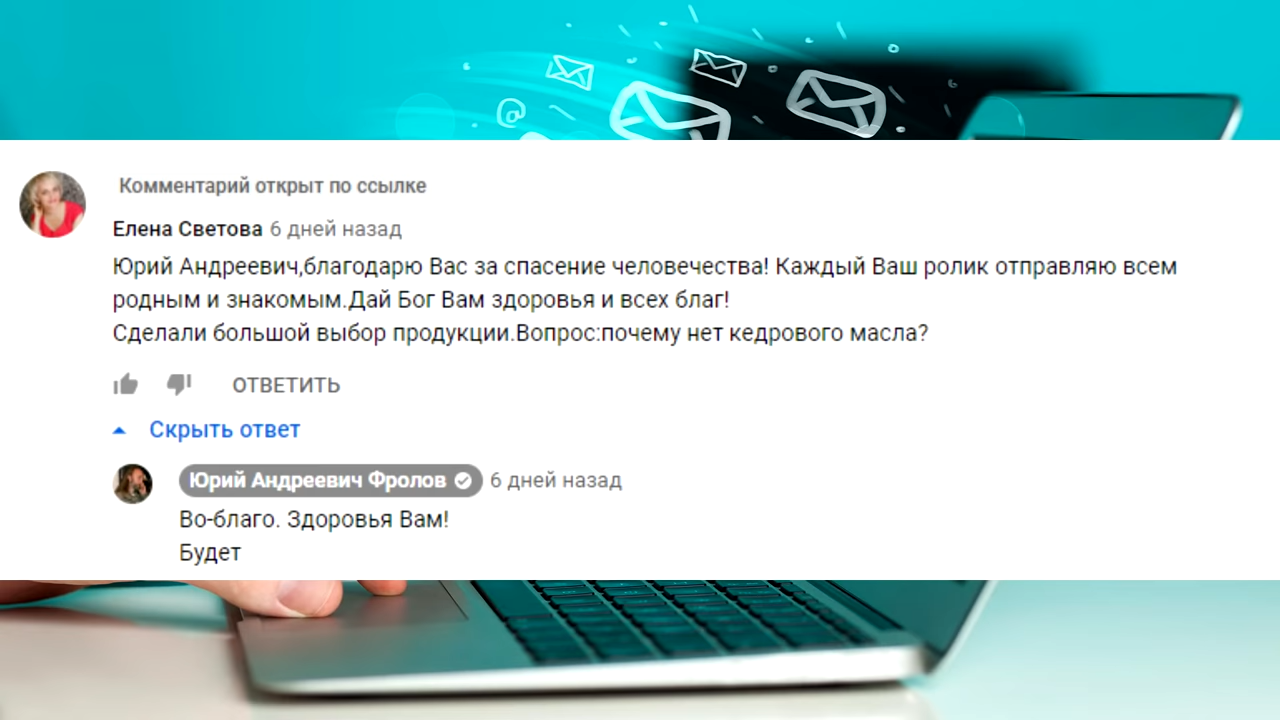 Комментарий открыт по ссылке
Елена Светова 6 дней назад
Юрий Андреевич,благодарю Вас за спасение человечества! Каждый Ваш ролик отправляю всем
родным и знакомым.Дай Бог Вам здоровья и всех благ!
Сделали большой выбор продукции.Вопрос:почему нет кедрового масла?
ОТВЕТИТЬ
Скрыть ответ
Юрий Андреевич Фролов 6 дней назад
Во-благо. Здоровья Вам!
Будет